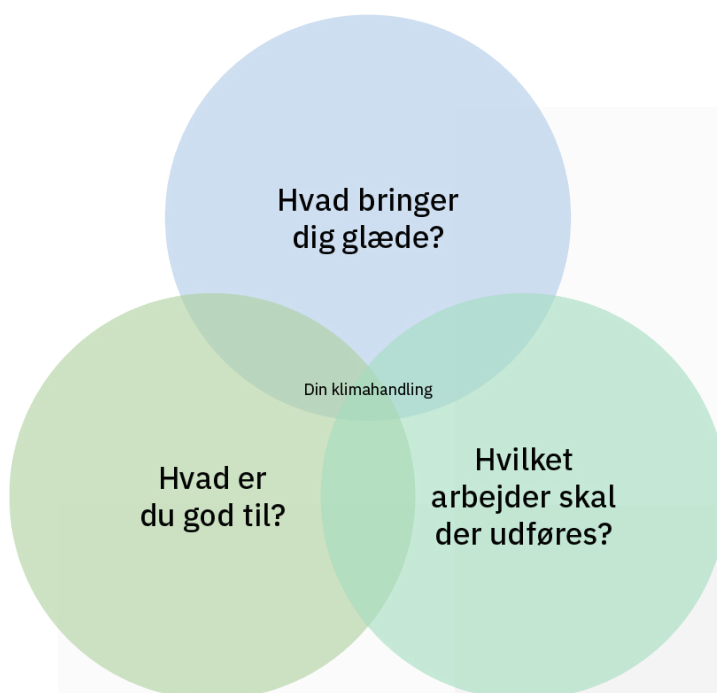 Hvad bringer
dig glæde?
Din klimahandling
Hvad er
du god til?
Hvilket
arbejder skal
der udføres?